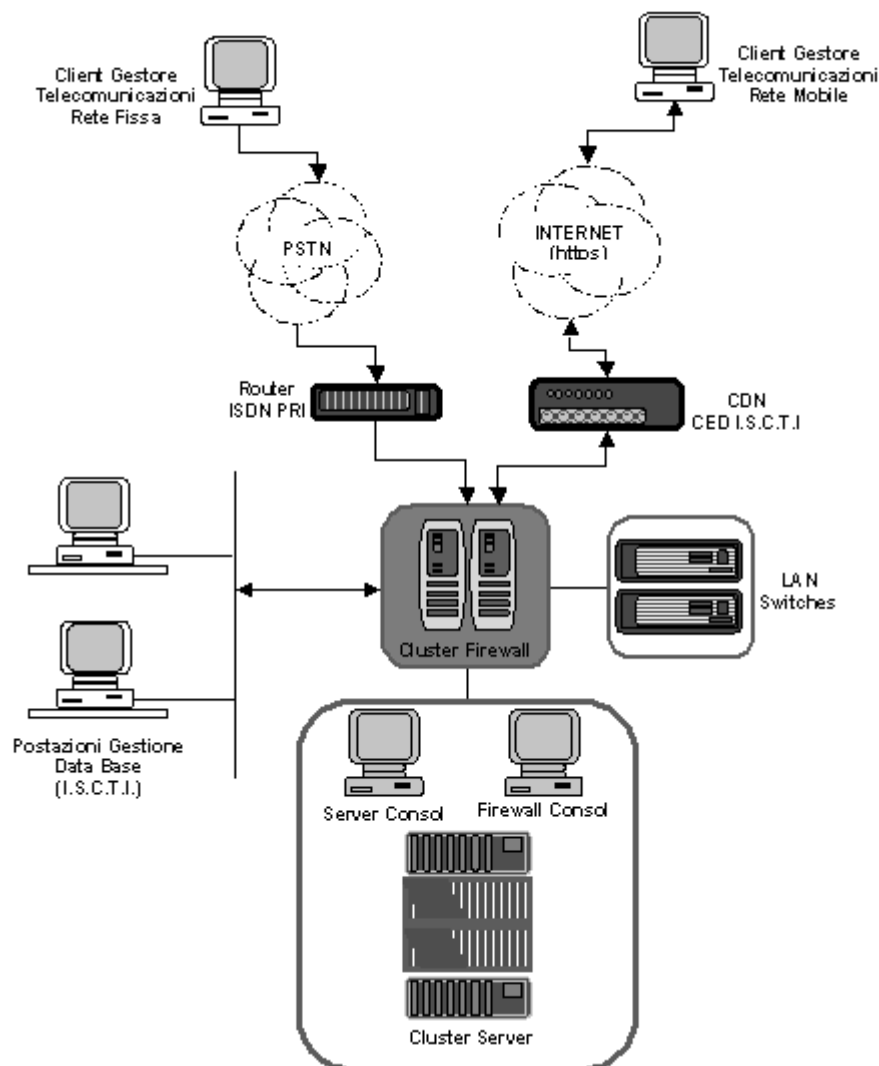 Client Gestore
Telecomunicazioni
Rete Fissa
Client Gestore
Telecomunicazioni
Rete Mobile
PSTN
INTERNET
(https)
Router
ISDN PRI
CDN
CED I.S.C.T.I
LAN
Switches
Cluster Firewall
Postazioni Gestione
Data Base
(I.S.C.T.I.)
Server Consol
Firewall Consol
Cluster Server